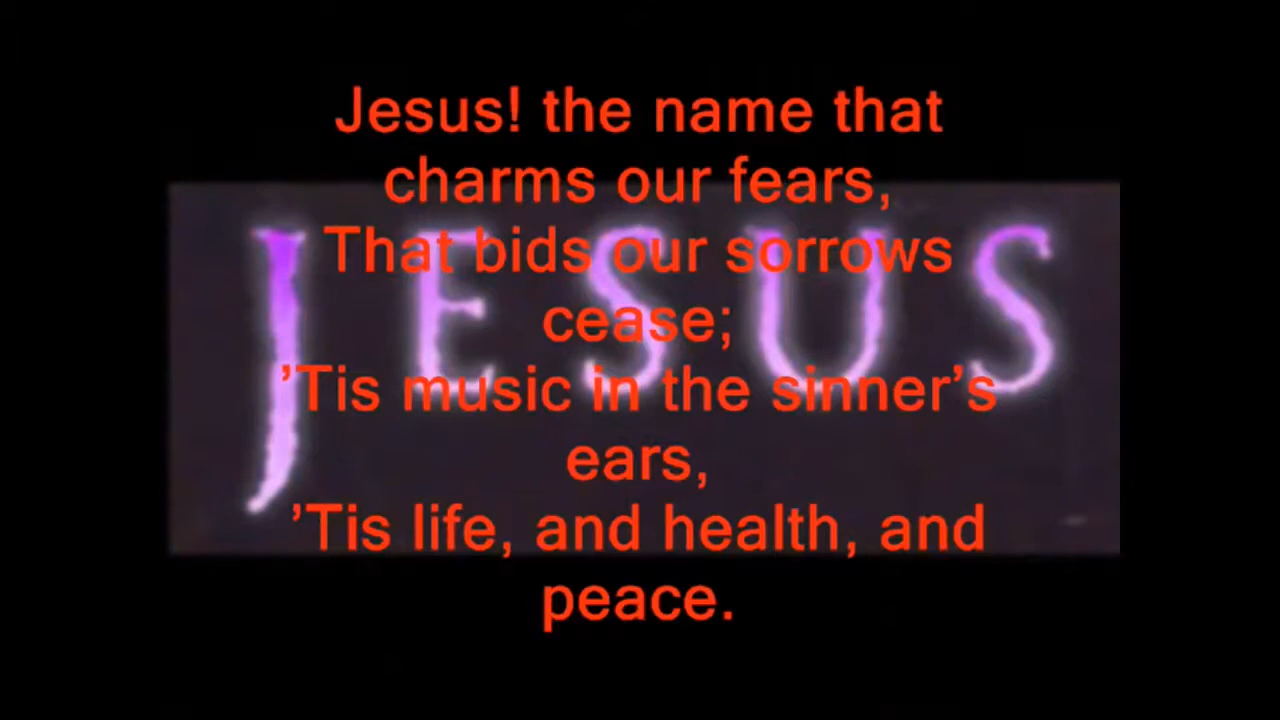 Jesus! the name that
charms our fears,
JESUS
That bids our sorrows
cease;
’Tis music in the sinner’s
ears,
’Tis life, and health, and
peace.